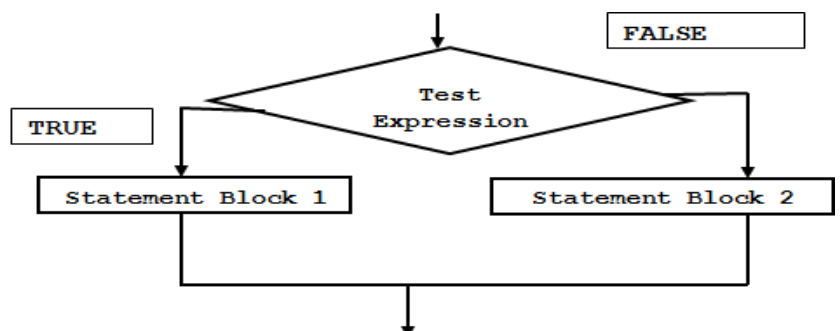 FALSE
Test
Expression
TRUE
Statement Block 1
Statement Block 2